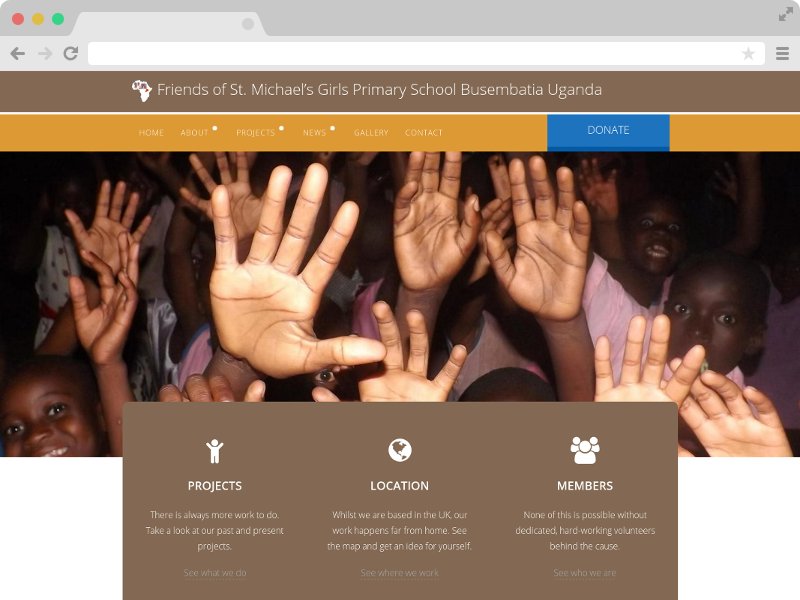 Friends of St. Michael's Girls Primary School Busembatia Uganda
HOME ABOUT PROJECTS NEWS GALLERY CONTACT DONATE
PROJECTS
There is always more work to do.
Take a look at our past and present
projects.
See what we do
LOCATION
Whilst we are based in the UK, our
work happens far from home. See
the map and get an idea for yourself.
See where we work
MEMBERS
None of this is possible without
dedicated, hard-working volunteers
behind the cause.
See who we are